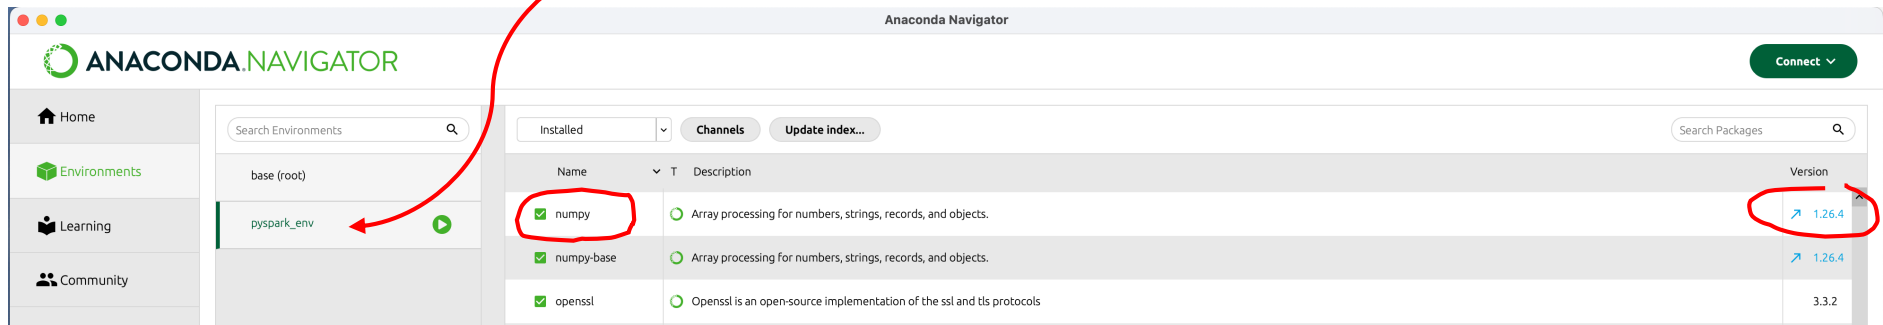 Anaconda Navigator
ANACONDA.NAVIGATOR
Connect
Home
Environments
Learning
Community
Search Environments
base (root)
pyspark_env
Installed
Channels
Update index...
Search Packages
Name T Description Version
numpy Array processing for numbers, strings, records, and objects. 1.26.4
numpy-base Array processing for numbers, strings, records, and objects. 1.26.4
openssl Openssl is an open-source implementation of the ssl and tls protocols 3.3.2